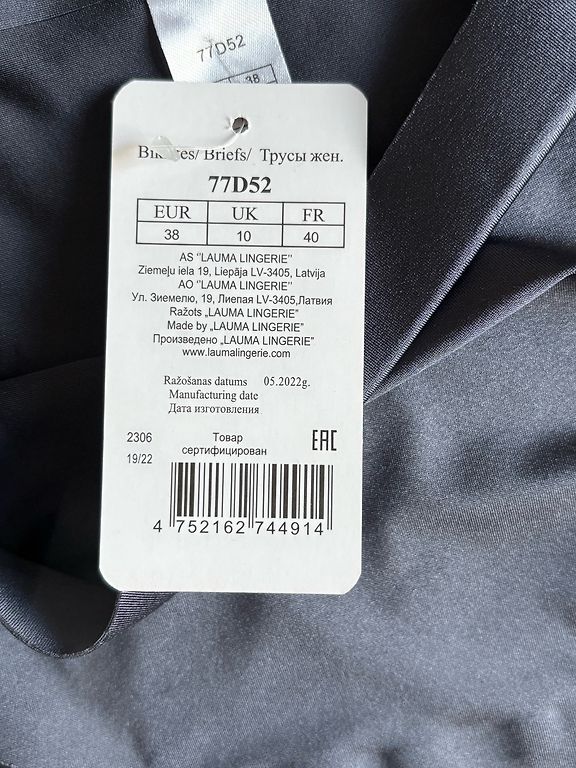 77D52
38
Briefs/ Трусы жен.
77D52
EUR UK FR
38 10 40
AS "LAUMA LINGERIE"
Ziemeļu iela 19, Liepāja LV-3405, Latvija
АО "LAUMA LINGERIE"
Ул. Зиемелю, 19, Лиепая LV-3405,Латвия
Ražots „LAUMA LINGERIE”
Made by „LAUMA LINGERIE”
Произведено „LAUMA LINGERIE”
www.laumalingerie.com
Ražošanas datums 05.2022g.
Manufacturing date
Дата изготовления
2306 Товар EAC
19/22 сертифицирован
4 752162 744914